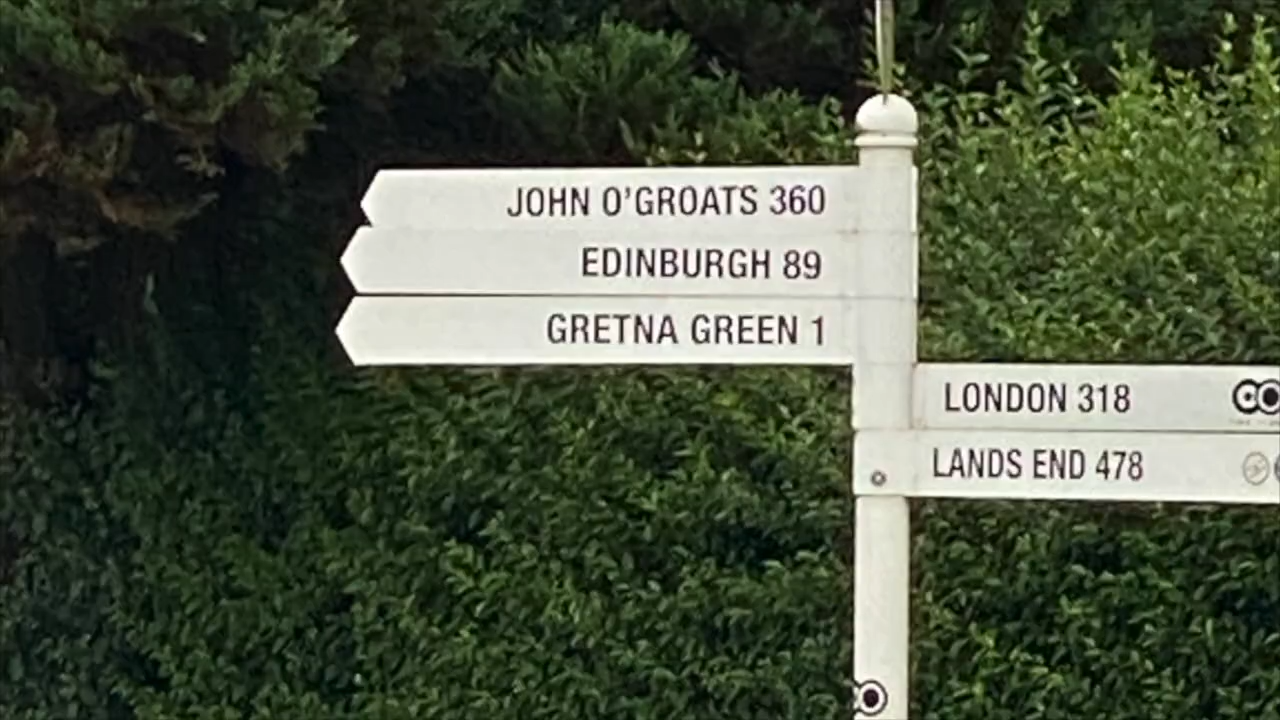 JOHN O'GROATS 360
EDINBURGH 89
GRETNA GREEN 1
LONDON 318
LANDS END 478